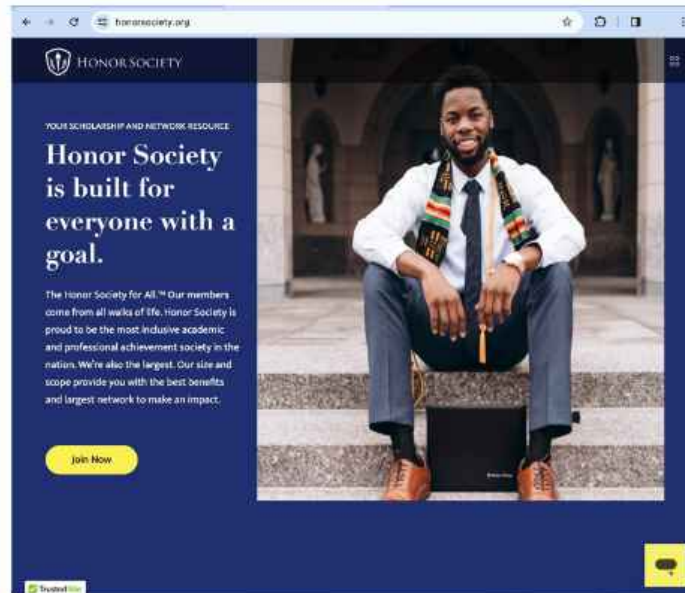 honorsociety.org
HONOR SOCIETY
YOUR SCHOLARSHIP AND NETWORK RESOURCE
Honor Society
is built for
everyone with a
goal.
The Honor Society for All.™ Our members
come from all walks of life. Honor Society is
proud to be the most inclusive academic
and professional achievement society in the
nation. We're also the largest. Our size and
scope provide you with the best benefits
and largest network to make an impact.
Join Now
TrustedSite